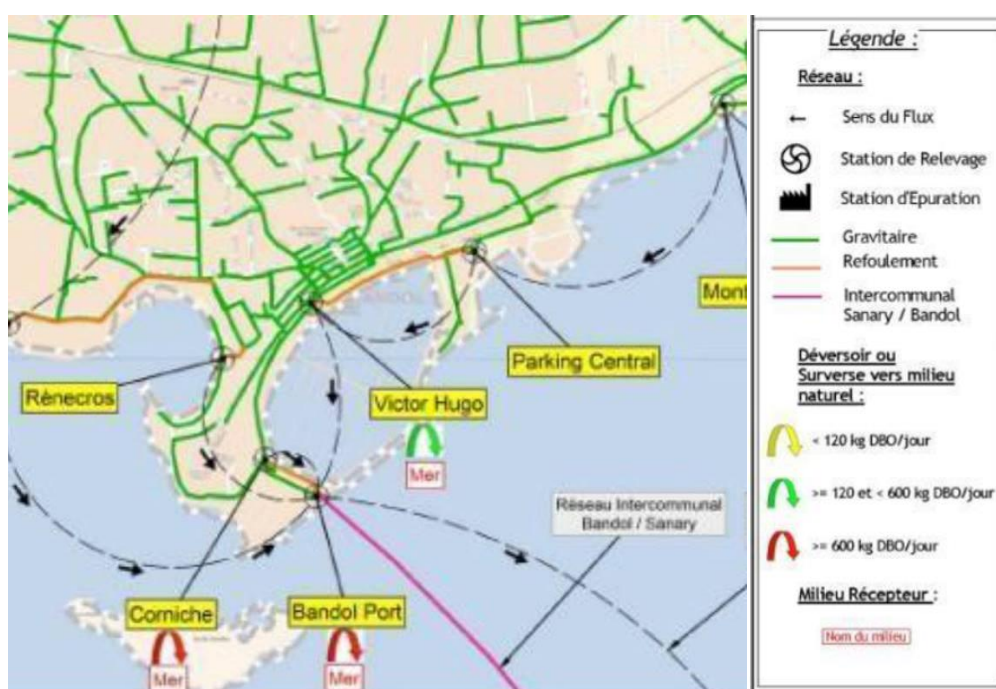 Mont
Parking Central
Rènecros
Victor Hugo
Mer
Réseau Intercommunal
Bandol / Sanary
Corniche
Bandol Port
Mer
Mer
Légende :
Réseau :
Sens du Flux
Station de Relevage
Station d'Epuration
Gravitaire
Refoulement
Intercommunal
Sanary / Bandol
Déversoir ou
Surverse vers milieu
naturel :
< 120 kg DBO/jour
>= 120 et < 600 kg DBO/jour
>= 600 kg DBO/jour
Milieu Récepteur :
Nom du milieu